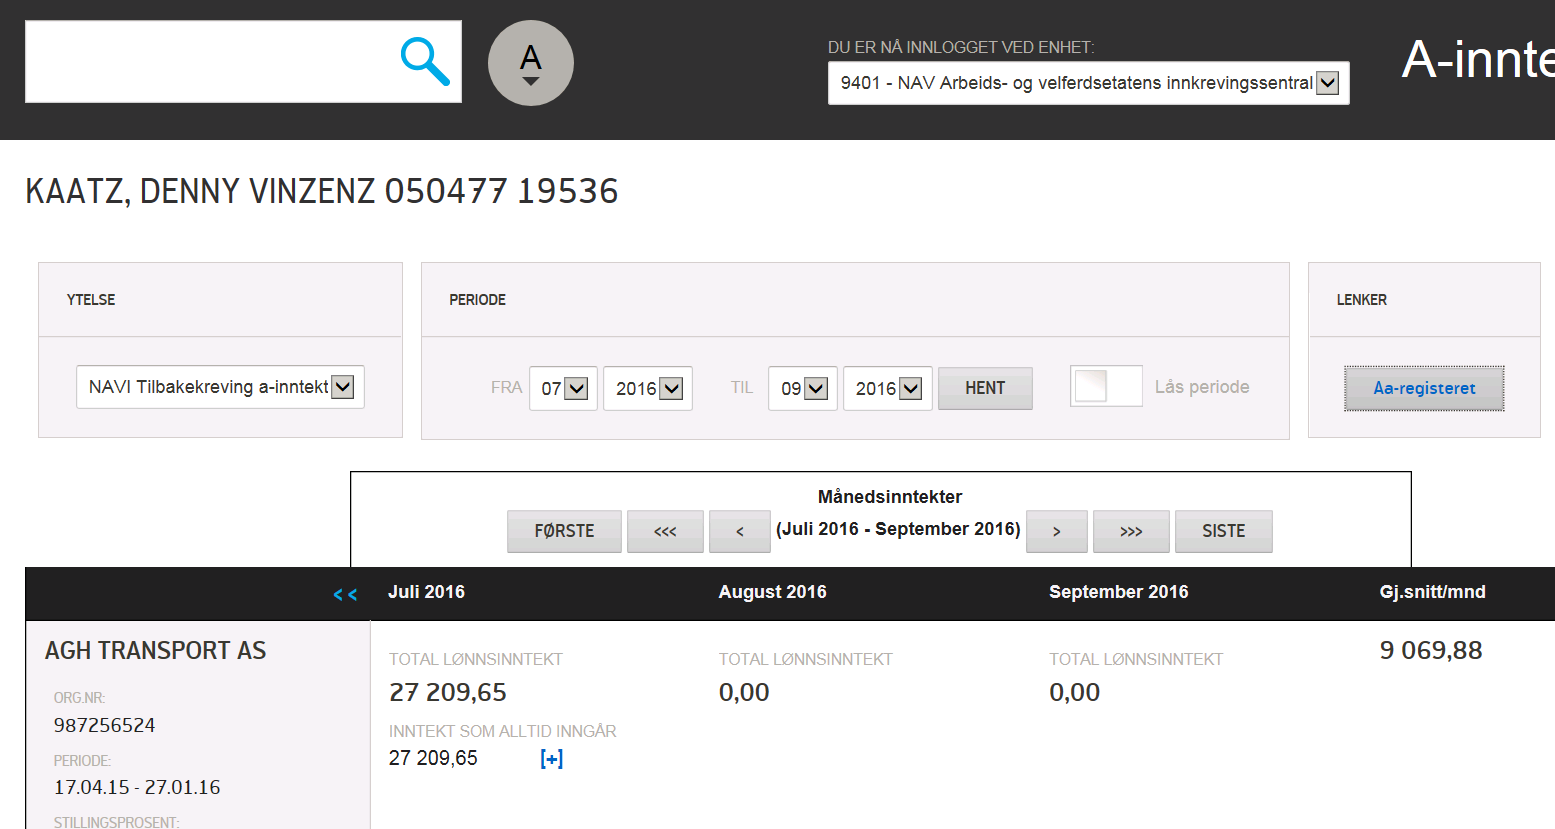 A
DU ER NÅ INNLOGGET VED ENHET:
9401 - NAV Arbeids- og velferdsetatens innkrevingssentral
A-innte
KAATZ, DENNY VINZENZ 050477 19536
YTELSE
PERIODE
LENKER
NAVI Tilbakekreving a-inntekt
FRA 07 2016 TIL 09 2016 HENT Lås periode
Aa-registeret
Månedsinntekter
FØRSTE <<< < (Juli 2016 - September 2016) > >>> SISTE
<< Juli 2016 August 2016 September 2016 Gj.snitt/mnd
AGH TRANSPORT AS
ORG.NR:
987256524
PERIODE:
17.04.15 - 27.01.16
STILLINGSPROSENT:
TOTAL LØNNSINNTEKT
27 209,65
INNTEKT SOM ALLTID INNGÅR
27 209,65 [+]
TOTAL LØNNSINNTEKT
0,00
TOTAL LØNNSINNTEKT
0,00
9 069,88